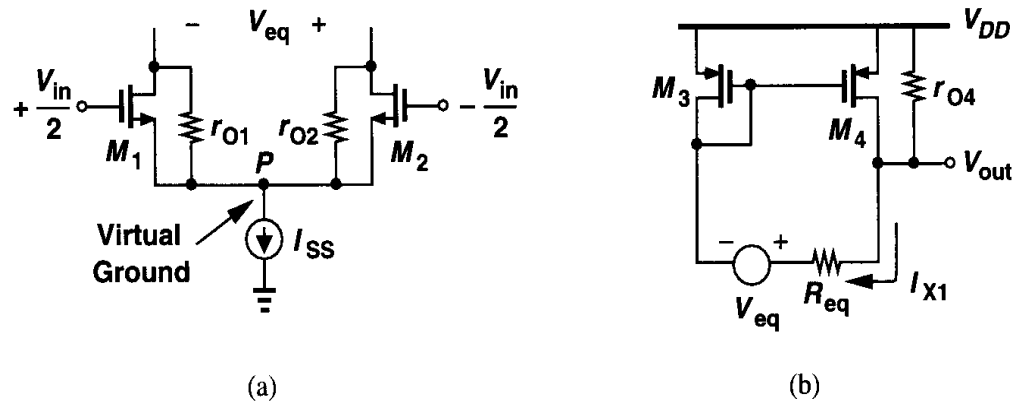 − V_eq +
+ V_in/2
− V_in/2
r_O1
r_O2
M_1
P
M_2
Virtual
Ground
I_SS
(a)
V_DD
M_3
M_4
r_O4
V_out
− +
V_eq
R_eq
I_X1
(b)